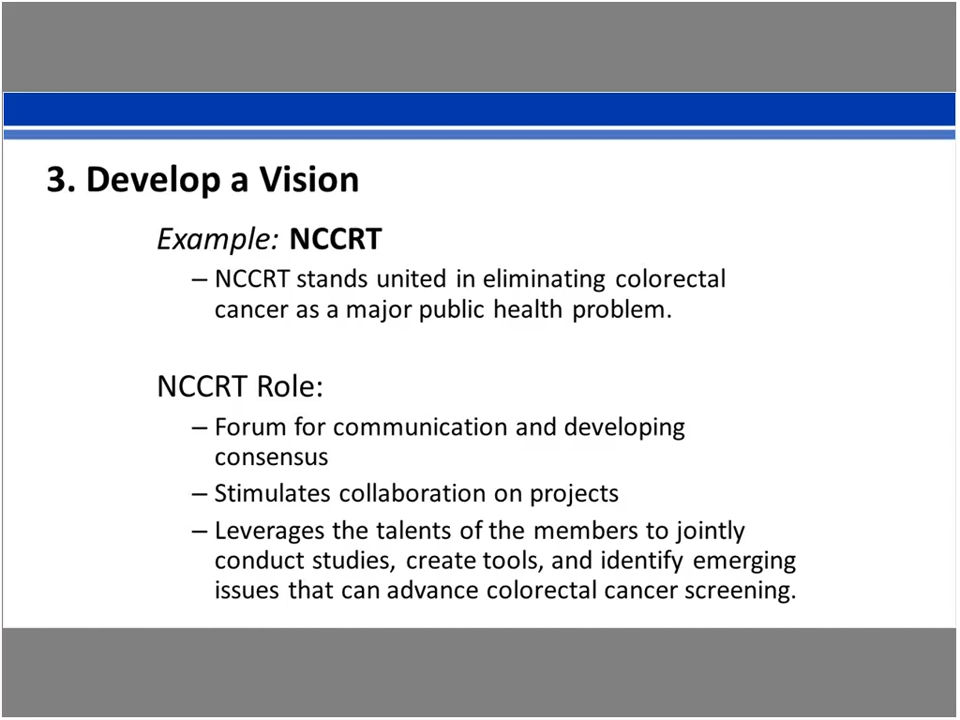 3. Develop a Vision
Example: NCCRT
– NCCRT stands united in eliminating colorectal
cancer as a major public health problem.
NCCRT Role:
– Forum for communication and developing
consensus
– Stimulates collaboration on projects
– Leverages the talents of the members to jointly
conduct studies, create tools, and identify emerging
issues that can advance colorectal cancer screening.